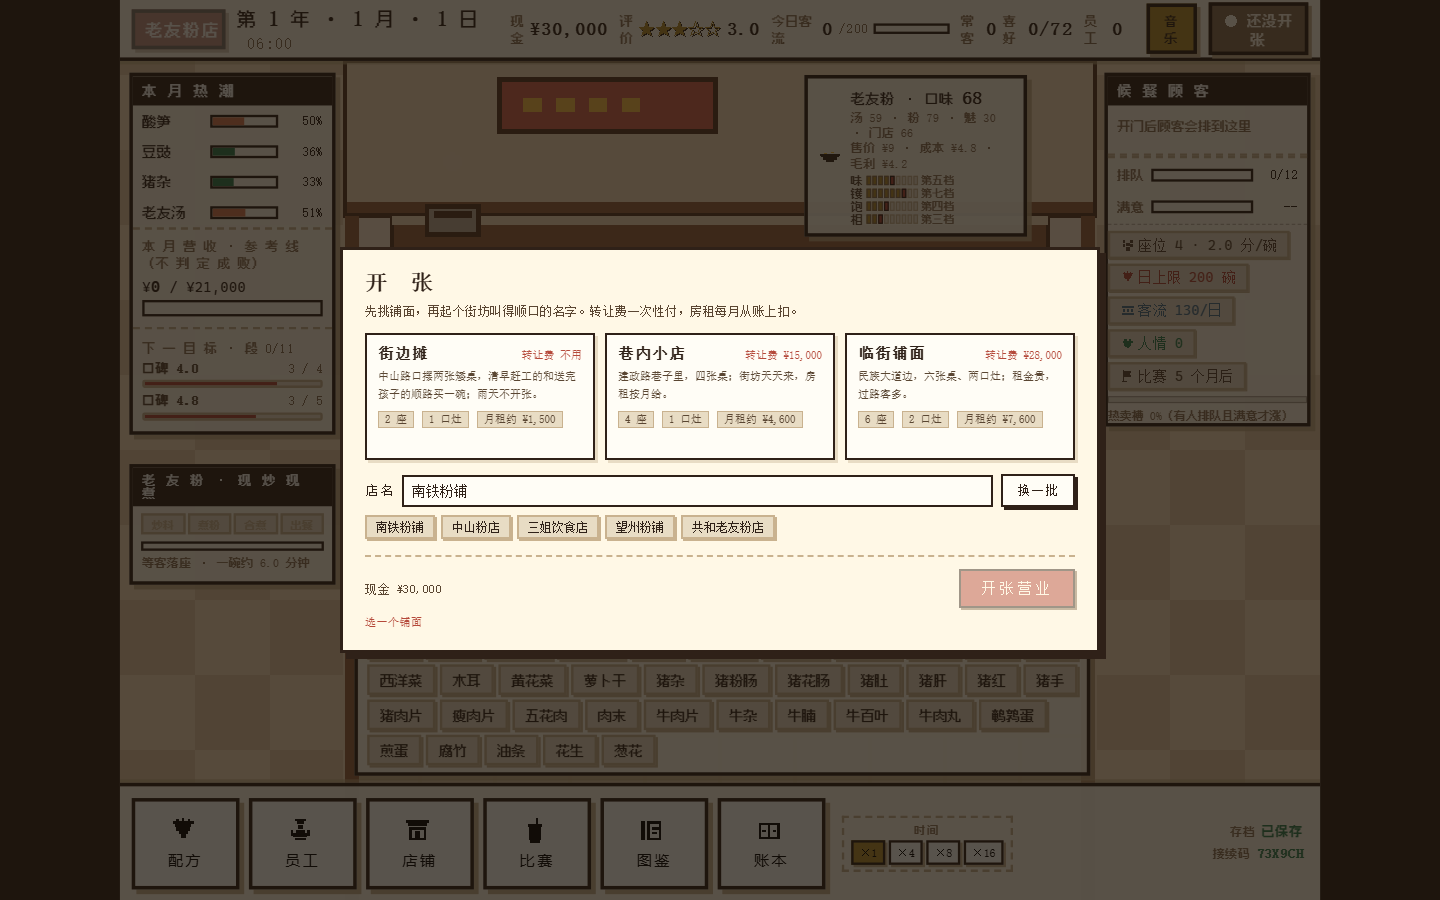 老友粉店
第 1 年 · 1 月 · 1 日
06:00
现金 ¥30,000
评价 ★★★☆☆ 3.0
今日客流 0 /200
常客 0
喜好 0/72
员工 0
音乐
还没开张
本月热潮
酸笋 50%
豆豉 36%
猪杂 33%
老友汤 51%
本月营收 · 参考线
（不判定成败）
¥0 / ¥21,000
下一目标 · 段 0/11
口碑 4.0 3 / 4
口碑 4.8 3 / 5
老友粉 · 现炒现煮
等客落座 · 一碗约 6.0 分钟
老友粉 · 口味 68
汤 59 · 粉 79 · 魅 30
· 门店 66
售价 ¥9 · 成本 ¥4.8 ·
毛利 ¥4.2
味 第五档
镬 第七档
饱 第四档
相 第三档
候餐顾客
开门后顾客会排到这里
排队 0/12
满意 --
座位 4 · 2.0 分/碗
日上限 200 碗
客流 130/日
人情 0
比赛 5 个月后
热卖榜 0%（有人排队且满意才涨）
开 张
先挑铺面，再起个街坊叫得顺口的名字。转让费一次性付，房租每月从账上扣。
街边摊 转让费 不用
中山路口摆两张矮桌，清早赶工的和送完
孩子的顺路买一碗；雨天不开张。
2 座 1 口灶 月租约 ¥1,500
巷内小店 转让费 ¥15,000
建政路巷子里，四张桌；街坊天天来，房
租按月给。
4 座 1 口灶 月租约 ¥4,600
临街铺面 转让费 ¥28,000
民族大道边，六张桌、两口灶；租金贵，
过路客多。
6 座 2 口灶 月租约 ¥7,600
店名 南铁粉铺 换一批
南铁粉铺 中山粉店 三姐饮食店 望州粉铺 共和老友粉店
现金 ¥30,000
开张营业
选一个铺面
西洋菜 木耳 黄花菜 萝卜干 猪杂 猪粉肠 猪花肠 猪肚 猪肝 猪红 猪手
猪肉片 瘦肉片 五花肉 肉末 牛肉片 牛杂 牛腩 牛百叶 牛肉丸 鹌鹑蛋
煎蛋 腐竹 油条 花生 葱花
配方 员工 店铺 比赛 图鉴 账本
时间
×1 ×4 ×8 ×16
存档 已保存
接续码 73X9CH